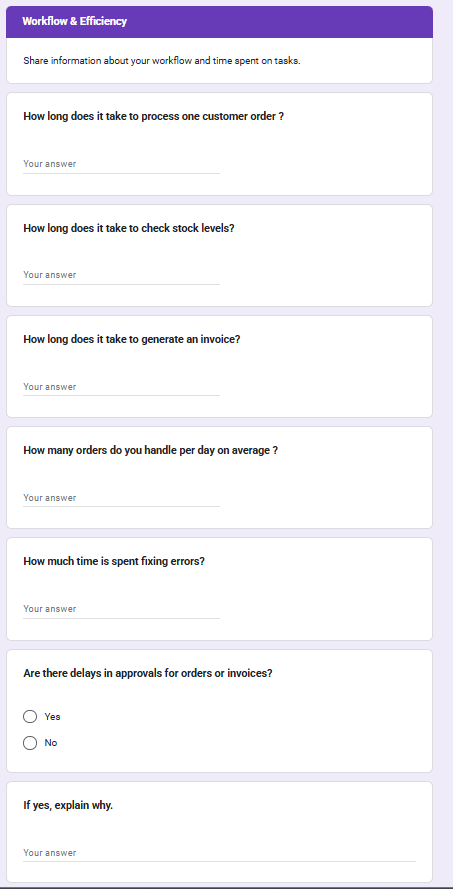 Workflow & Efficiency
Share information about your workflow and time spent on tasks.
How long does it take to process one customer order ?
Your answer
How long does it take to check stock levels?
Your answer
How long does it take to generate an invoice?
Your answer
How many orders do you handle per day on average ?
Your answer
How much time is spent fixing errors?
Your answer
Are there delays in approvals for orders or invoices?
Yes
No
If yes, explain why.
Your answer